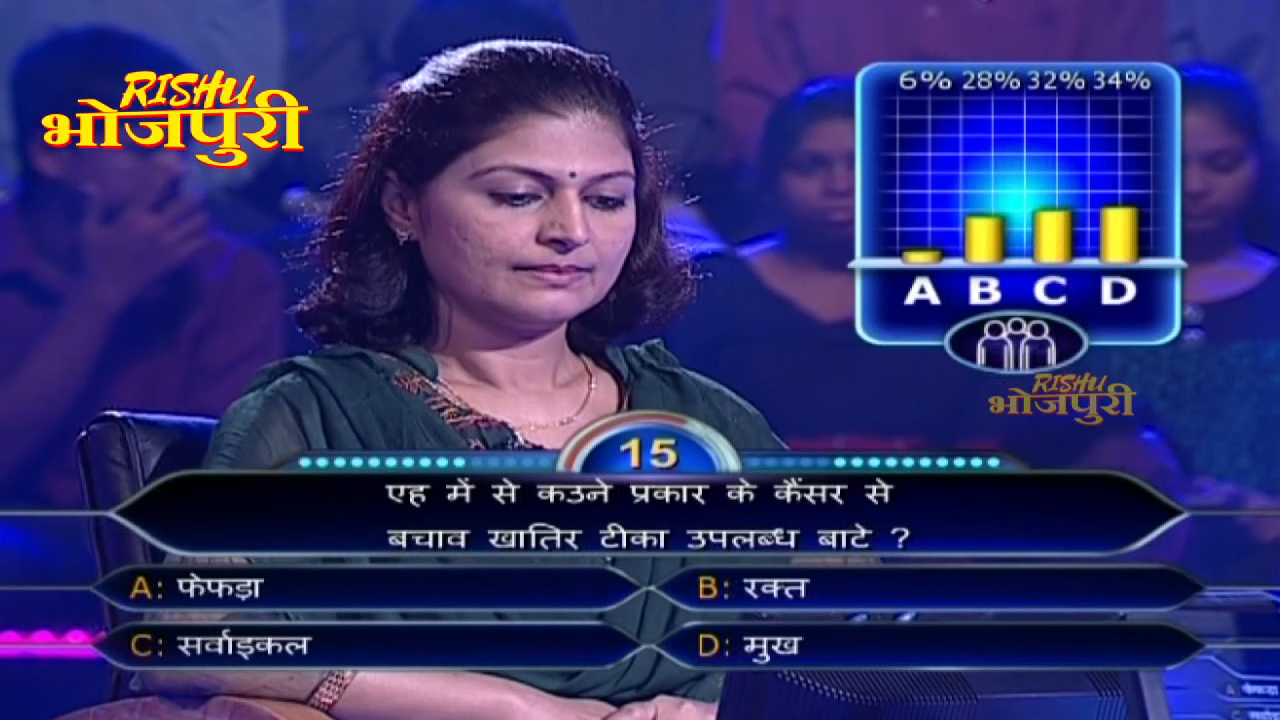 RISHU
भोजपुरी
6% 28% 32% 34%
A B C D
RISHU
भोजपुरी
15
एह में से कउने प्रकार के कैंसर से
बचाव खातिर टीका उपलब्ध बाटे ?
A: फेफड़ा
B: रक्त
C: सर्वाइकल
D: मुख